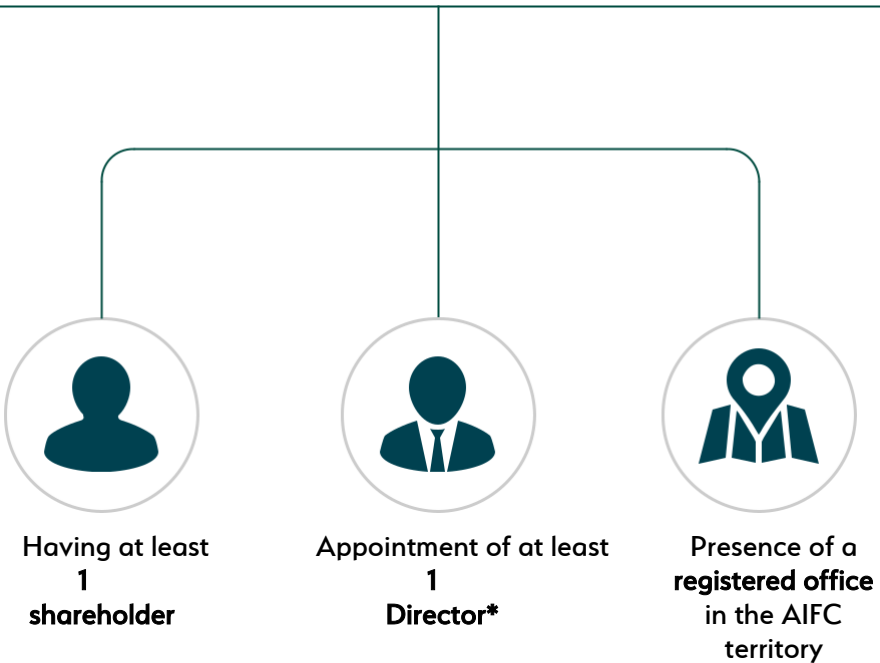 Having at least
1
shareholder
Appointment of at least
1
Director*
Presence of a
registered office
in the AIFC
territory